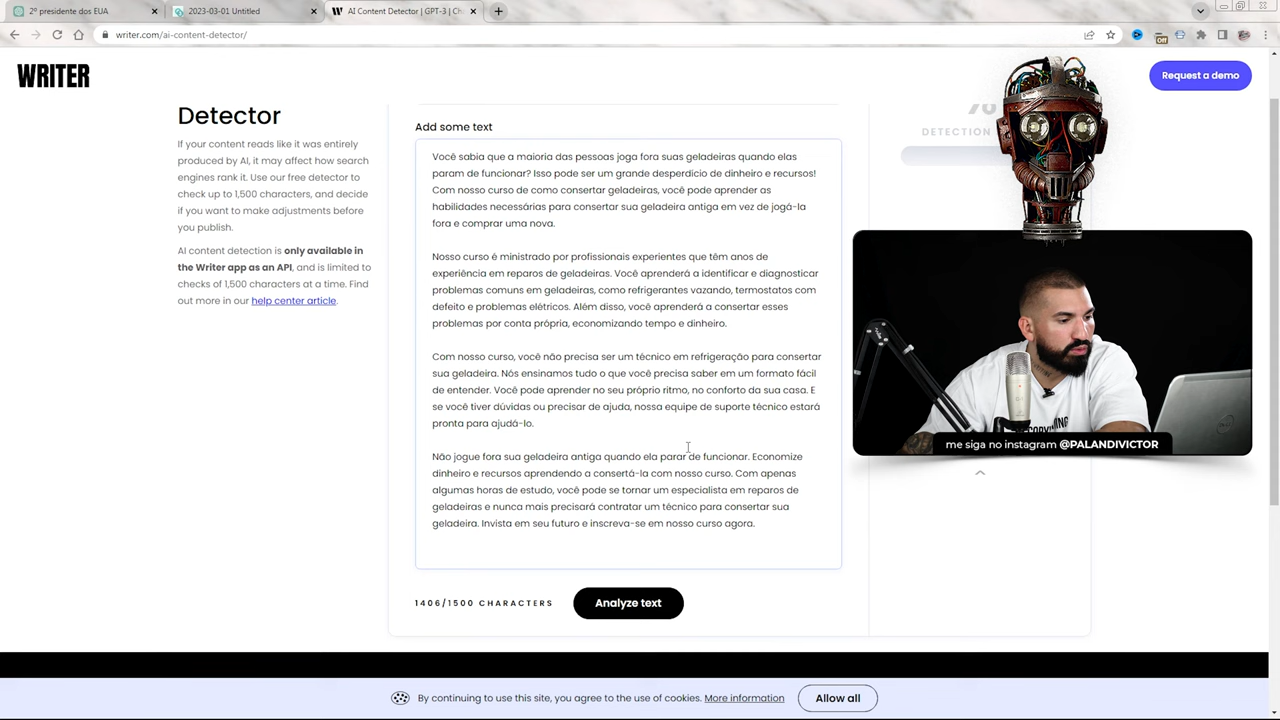 2º presidente dos EUA
2023-03-01 Untitled
AI Content Detector | GPT-3 | Ch
writer.com/ai-content-detector/
Off
WRITER
Request a demo
Detector
If your content reads like it was entirely
produced by AI, it may affect how search
engines rank it. Use our free detector to
check up to 1,500 characters, and decide
if you want to make adjustments before
you publish.
AI content detection is only available in
the Writer app as an API, and is limited to
checks of 1,500 characters at a time. Find
out more in our help center article.
Add some text
Você sabia que a maioria das pessoas joga fora suas geladeiras quando elas
param de funcionar? Isso pode ser um grande desperdício de dinheiro e recursos!
Com nosso curso de como consertar geladeiras, você pode aprender as
habilidades necessárias para consertar sua geladeira antiga em vez de jogá-la
fora e comprar uma nova.
Nosso curso é ministrado por profissionais experientes que têm anos de
experiência em reparos de geladeiras. Você aprenderá a identificar e diagnosticar
problemas comuns em geladeiras, como refrigerantes vazando, termostatos com
defeito e problemas elétricos. Além disso, você aprenderá a consertar esses
problemas por conta própria, economizando tempo e dinheiro.
Com nosso curso, você não precisa ser um técnico em refrigeração para consertar
sua geladeira. Nós ensinamos tudo o que você precisa saber em um formato fácil
de entender. Você pode aprender no seu próprio ritmo, no conforto da sua casa. E
se você tiver dúvidas ou precisar de ajuda, nossa equipe de suporte técnico estará
pronta para ajudá-lo.
Não jogue fora sua geladeira antiga quando ela parar de funcionar. Economize
dinheiro e recursos aprendendo a consertá-la com nosso curso. Com apenas
algumas horas de estudo, você pode se tornar um especialista em reparos de
geladeiras e nunca mais precisará contratar um técnico para consertar sua
geladeira. Invista em seu futuro e inscreva-se em nosso curso agora.
1406/1500 CHARACTERS
Analyze text
%
DETECTION
me siga no instagram @PALANDIVICTOR
By continuing to use this site, you agree to the use of cookies. More information
Allow all